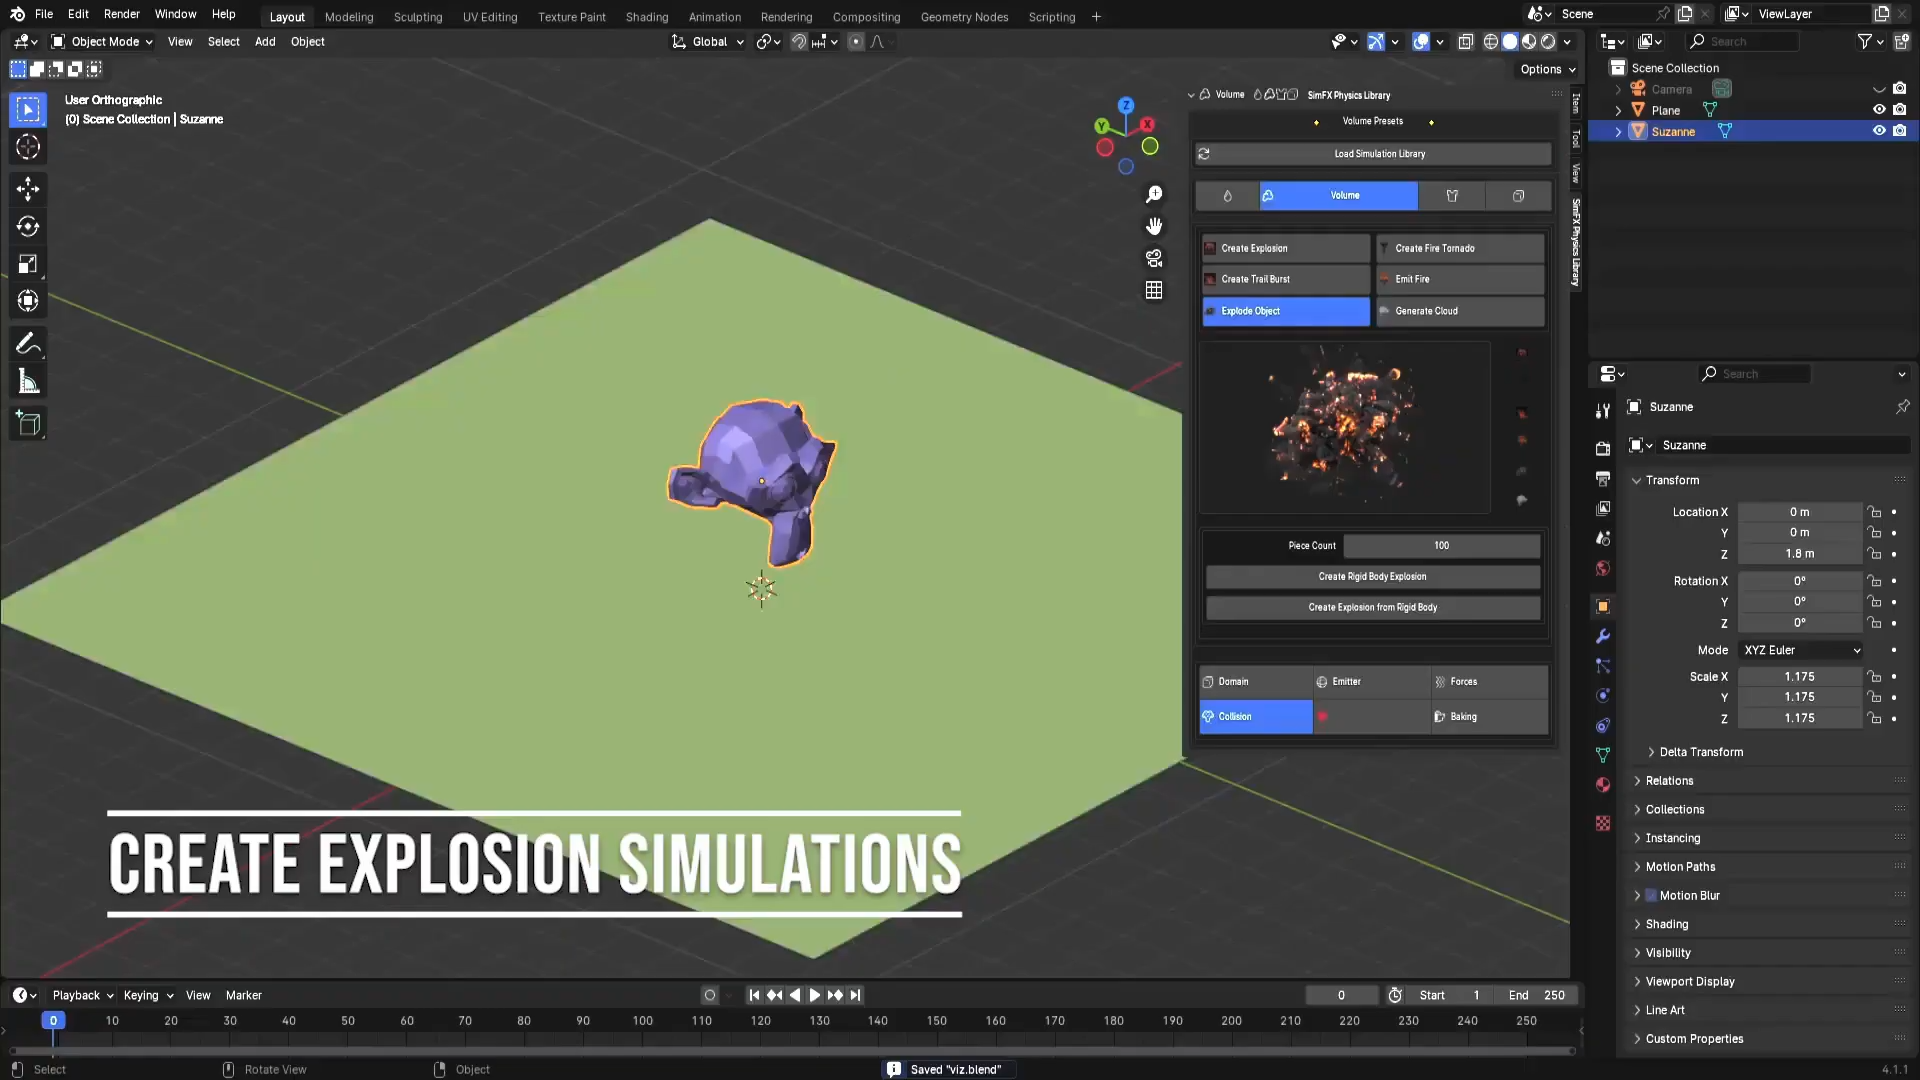 File Edit Render Window Help
Layout Modeling Sculpting UV Editing Texture Paint Shading Animation Rendering Compositing Geometry Nodes Scripting +
Scene
ViewLayer
Object Mode View Select Add Object
Global
Search
Options
User Orthographic
(0) Scene Collection | Suzanne
Z
Y
X
Item
Tool
View
SimFX Physics Library
Volume SimFX Physics Library
Volume Presets
Load Simulation Library
Volume
Create Explosion Create Fire Tornado
Create Trail Burst Emit Fire
Explode Object Generate Cloud
Piece Count 100
Create Rigid Body Explosion
Create Explosion from Rigid Body
Domain Emitter Forces
Collision Baking
Scene Collection
Camera
Plane
Suzanne
Search
Suzanne
Suzanne
Transform
Location X 0 m
Y 0 m
Z 1.8 m
Rotation X 0°
Y 0°
Z 0°
Mode XYZ Euler
Scale X 1.175
Y 1.175
Z 1.175
Delta Transform
Relations
Collections
Instancing
Motion Paths
Motion Blur
Shading
Visibility
Viewport Display
Line Art
Custom Properties
CREATE EXPLOSION SIMULATIONS
Playback Keying View Marker
0 Start 1 End 250
0 10 20 30 40 50 60 70 80 90 100 110 120 130 140 150 160 170 180 190 200 210 220 230 240 250
Select Rotate View Object Saved "viz.blend" 4.1.1